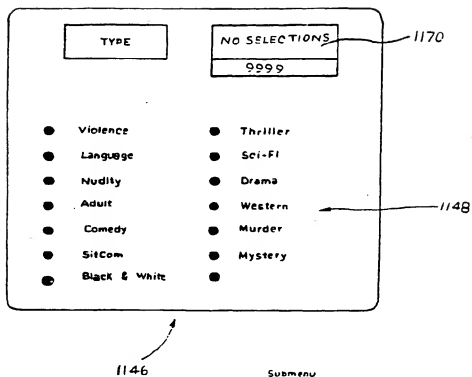 TYPE
NO SELECTIONS
9999
1170
Violence
Language
Nudity
Adult
Comedy
SitCom
Black & White
Thriller
Sci-Fi
Drama
Western
Murder
Mystery
1148
1146
Submenu